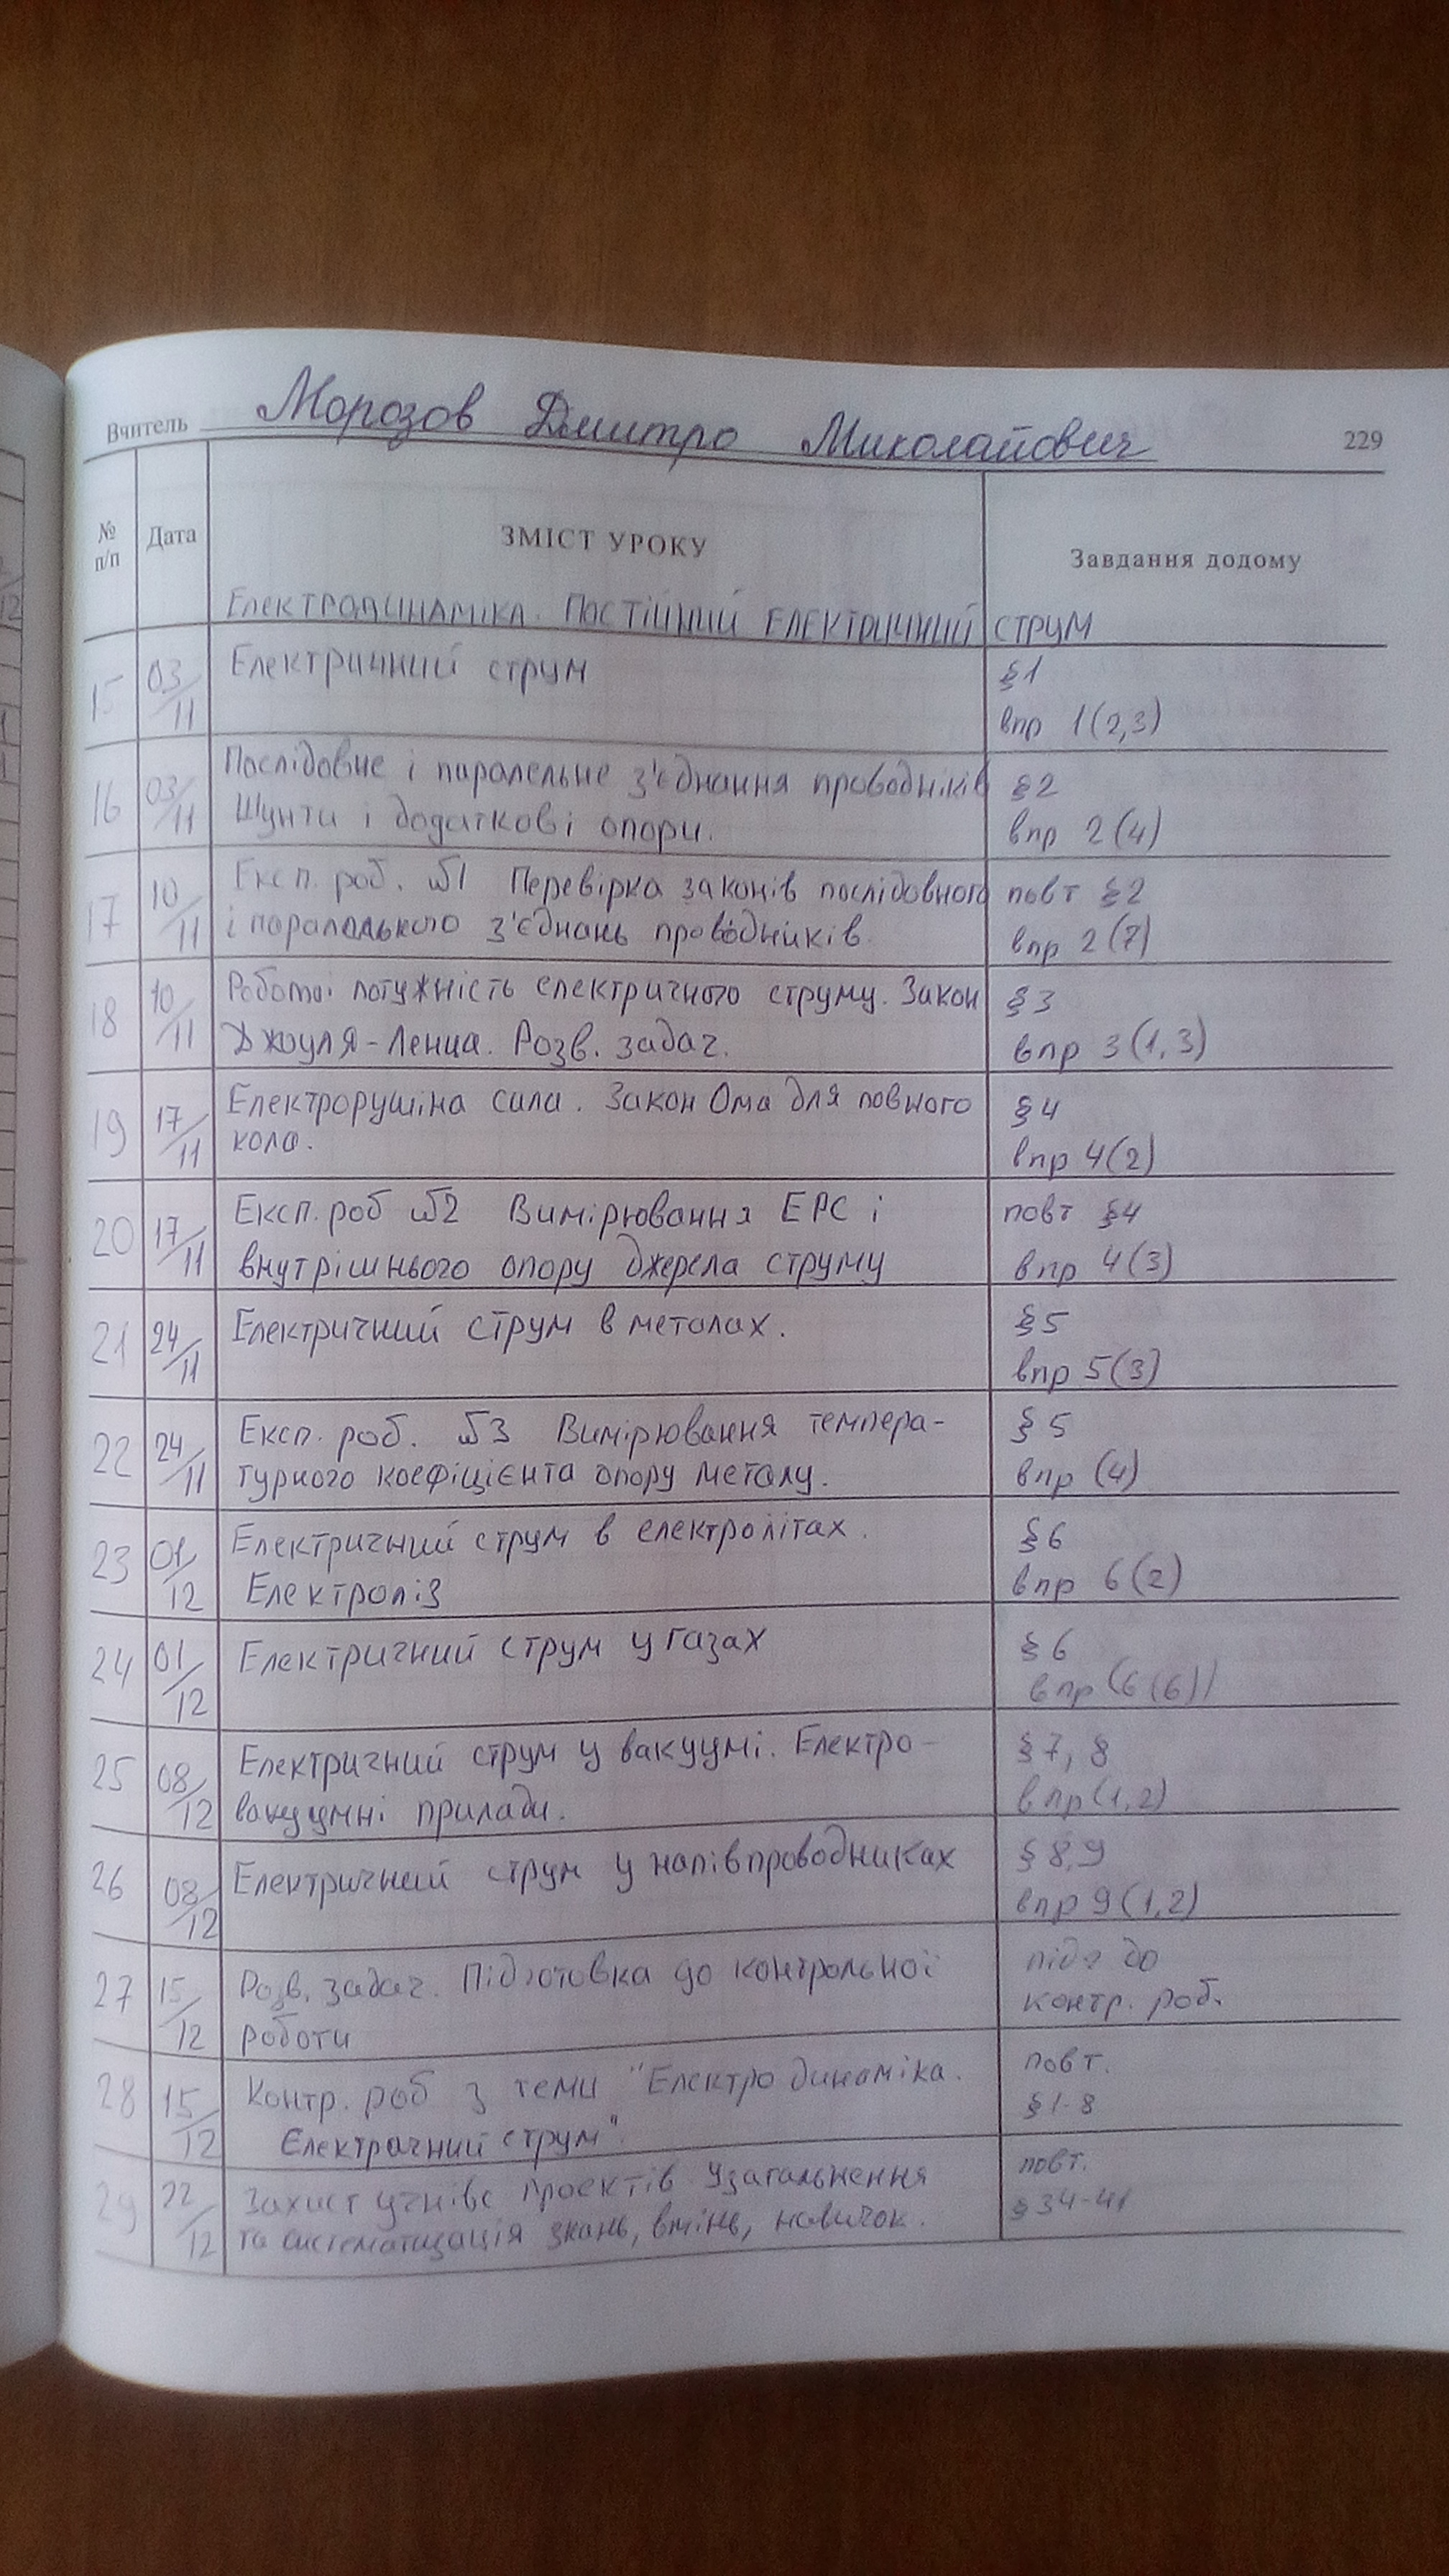 Вчитель Морозов Дмитро Миколайович 229
№ п/п Дата ЗМІСТ УРОКУ Завдання додому
Електродинаміка. Постійний електричний струм
15 03/11 Електричний струм §1
впр 1(2,3)
16 03/11 Послідовне і паралельне з'єднання провідників §2
Шунти і додаткові опори. впр 2(4)
17 10/11 Експ. роб. №1 Перевірка законів послідовного повт §2
і паралельного з'єднань провідників. впр 2(7)
18 10/11 Робота і потужність електричного струму. Закон §3
Джоуля-Ленца. Розв. задач. впр 3(1,3)
19 17/11 Електрорушіна сила. Закон Ома для повного §4
кола. впр 4(2)
20 17/11 Експ. роб №2 Вимірювання ЕРС і повт §4
внутрішнього опору джерела струму впр 4(3)
21 24/11 Електричний струм в металах. §5
впр 5(3)
22 24/11 Експ. роб. №3 Вимірювання темпера- §5
турного коефіцієнта опору металу. впр (4)
23 01/12 Електричний струм в електролітах. §6
Електроліз впр 6(2)
24 01/12 Електричний струм у газах §6
впр (6(6))
25 08/12 Електричний струм у вакуумі. Електро- §7, 8
вакуумні прилади. впр (1,2)
26 08/12 Електричний струм у напівпроводниках §8,9
впр 9(1,2)
27 15/12 Розв. задач. Підготовка до контрольної підг до
роботи контр. роб.
28 15/12 Контр. роб з теми "Електродинаміка. повт.
Електричний струм". §1-8
29 22/12 Захист учнівс проектів Узагальнення повт.
та систематизація знань, вмінь, навичок. §34-41